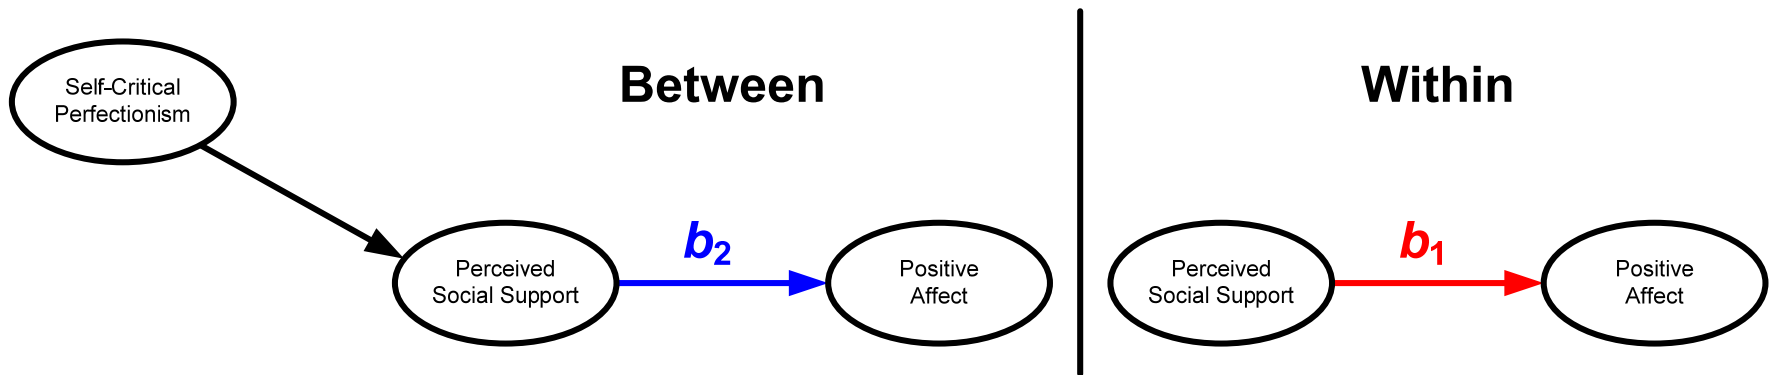 Self-Critical
Perfectionism
Between
Within
b2
Perceived
Social Support
Positive
Affect
b1
Perceived
Social Support
Positive
Affect